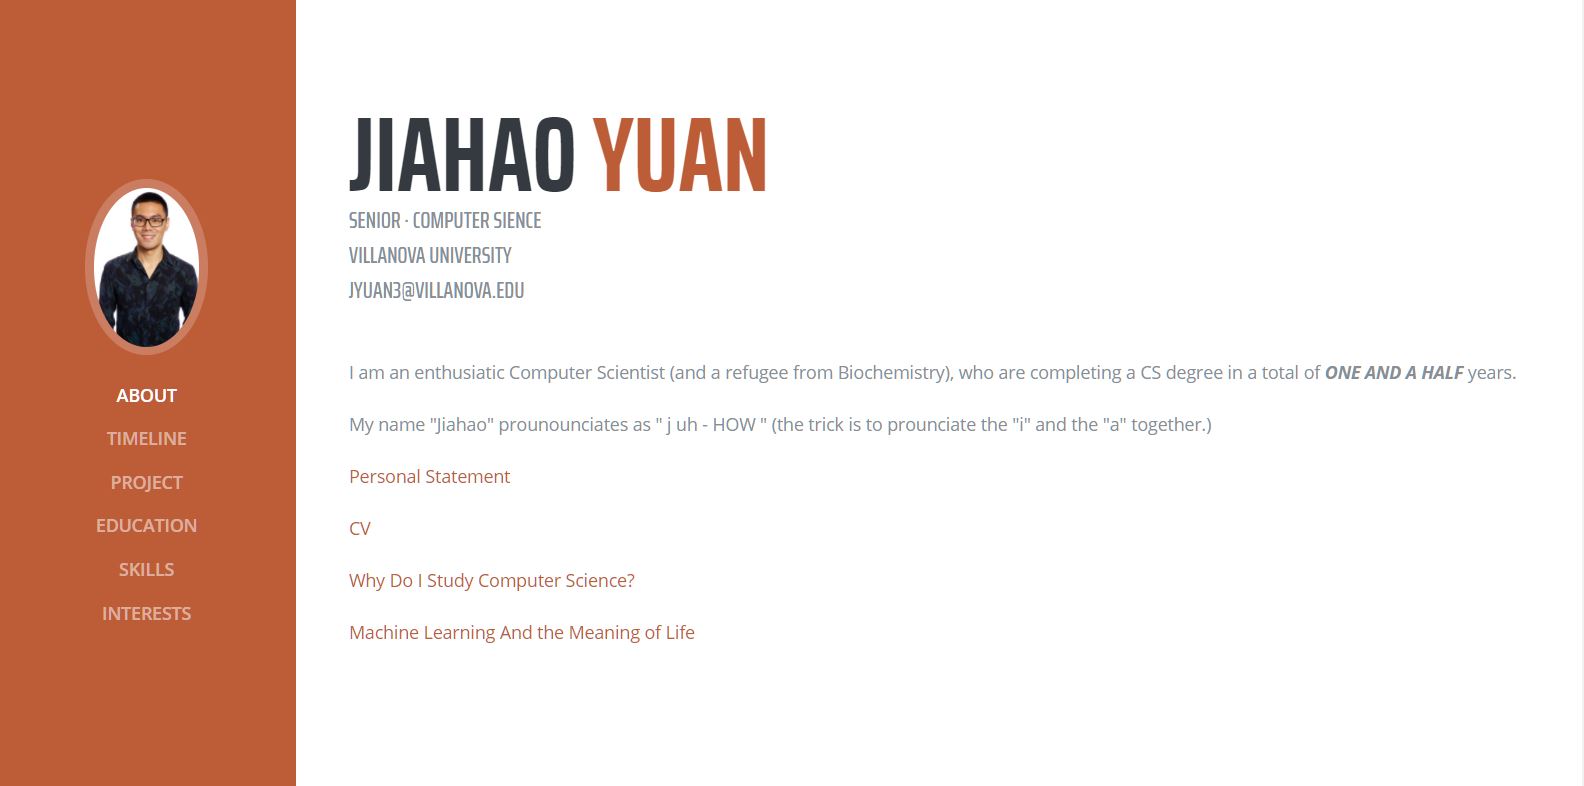 ABOUT
TIMELINE
PROJECT
EDUCATION
SKILLS
INTERESTS
JIAHAO YUAN
SENIOR · COMPUTER SIENCE
VILLANOVA UNIVERSITY
JYUAN3@VILLANOVA.EDU
I am an enthusiatic Computer Scientist (and a refugee from Biochemistry), who are completing a CS degree in a total of ONE AND A HALF years.
My name "Jiahao" prounounciates as " j uh - HOW " (the trick is to prounciate the "i" and the "a" together.)
Personal Statement
CV
Why Do I Study Computer Science?
Machine Learning And the Meaning of Life